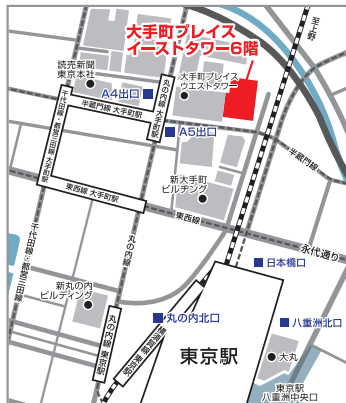 大手町プレイス
イーストタワー6階
至上野
読売新聞
東京本社
A4出口
丸の内線 大手町駅
大手町プレイス
ウエストタワー
半蔵門線 大手町駅
A5出口
千代田線・都営三田線 大手町駅
半蔵門線
新大手町
ビルヂング
東西線 大手町駅
東西線
永代通り
千代田線・都営三田線
丸の内線
日本橋口
新丸の内
ビルディング
丸の内北口
八重洲北口
横須賀線 東京駅
丸の内線 東京駅
東京駅
大丸
東京駅
八重洲中央口